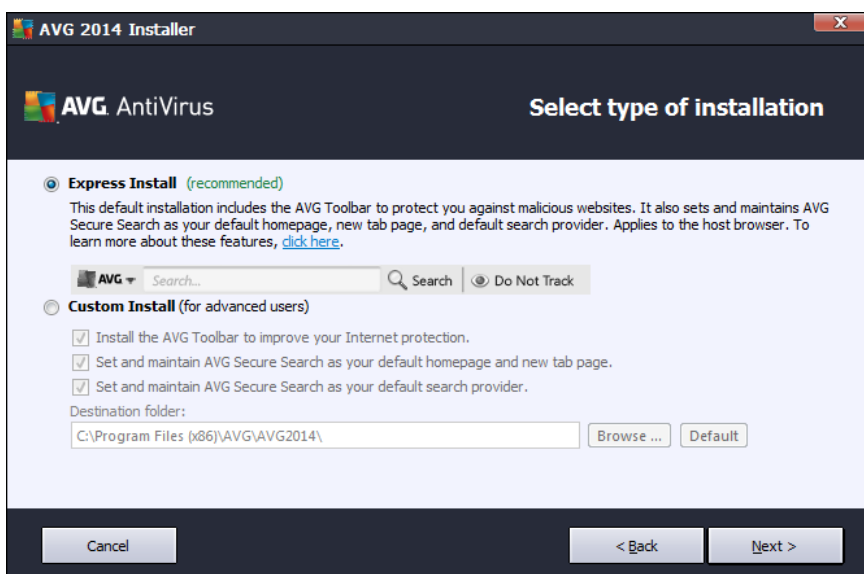 AVG 2014 Installer
X
AVG. AntiVirus
Select type of installation
Express Install (recommended)
This default installation includes the AVG Toolbar to protect you against malicious websites. It also sets and maintains AVG
Secure Search as your default homepage, new tab page, and default search provider. Applies to the host browser. To
learn more about these features, click here.
AVG Search... Search Do Not Track
Custom Install (for advanced users)
Install the AVG Toolbar to improve your Internet protection.
Set and maintain AVG Secure Search as your default homepage and new tab page.
Set and maintain AVG Secure Search as your default search provider.
Destination folder:
C:\Program Files (x86)\AVG\AVG2014\ Browse ... Default
Cancel < Back Next >